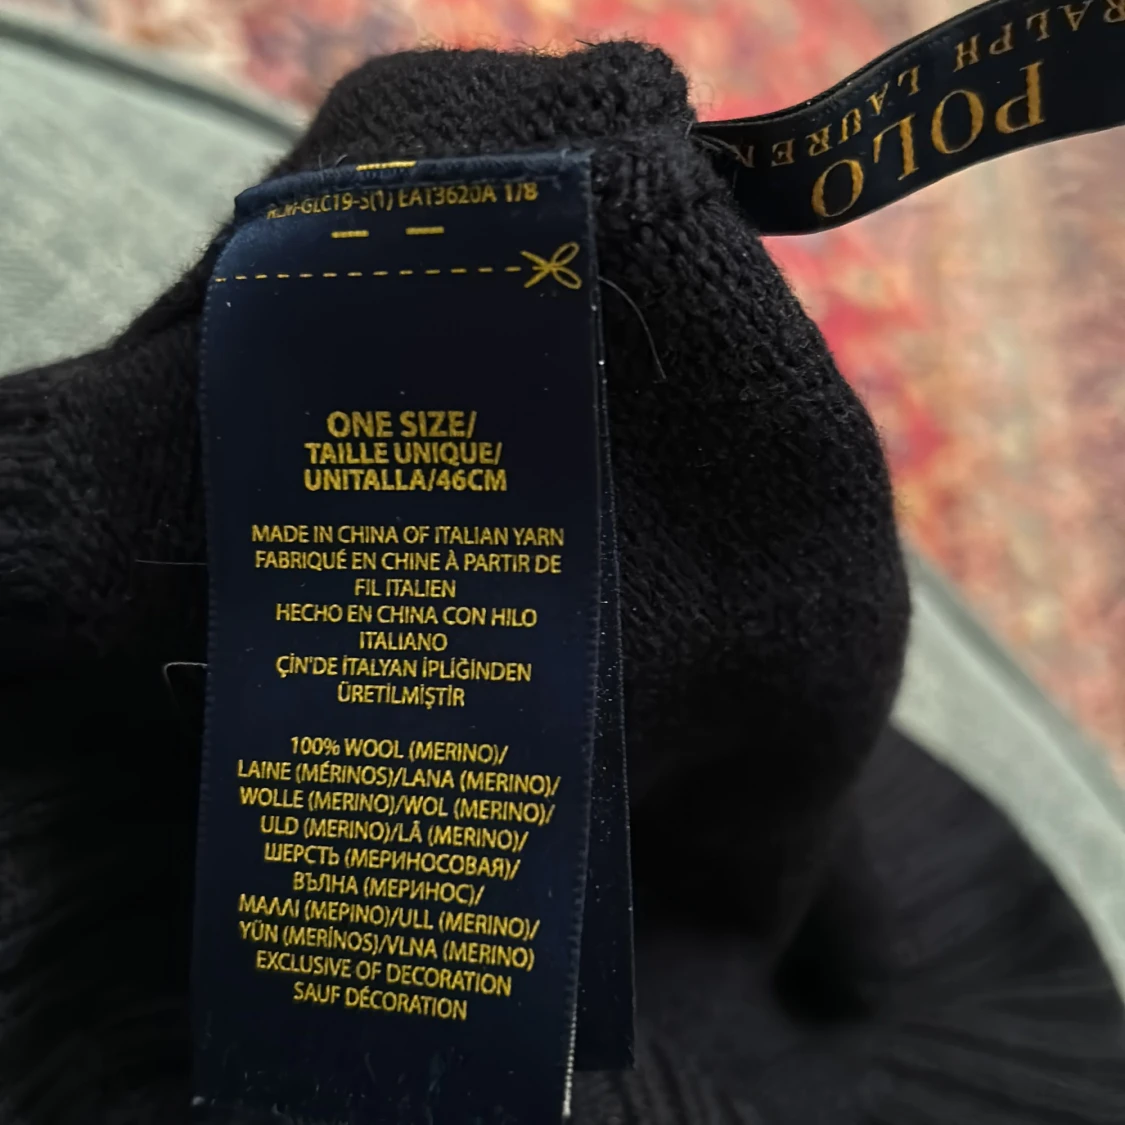 POLO
RALPH LAUREN
EA13620A 1/8
ONE SIZE/
TAILLE UNIQUE/
UNITALLA/46CM
MADE IN CHINA OF ITALIAN YARN
FABRIQUÉ EN CHINE À PARTIR DE
FIL ITALIEN
HECHO EN CHINA CON HILO
ITALIANO
ÇİN'DE İTALYAN İPLİĞİNDEN
ÜRETİLMİŞTİR
100% WOOL (MERINO)/
LAINE (MÉRINOS)/LANA (MERINO)/
WOLLE (MERINO)/WOL (MERINO)/
ULD (MERINO)/LÃ (MERINO)/
ШЕРСТЬ (МЕРИНОСОВАЯ)/
ВЪЛНА (МЕРИНОС)/
ΜΑΛΛΙ (ΜΕΡΙΝΟ)/ULL (MERINO)/
YÜN (MERİNOS)/VLNA (MERINO)
EXCLUSIVE OF DECORATION
SAUF DÉCORATION